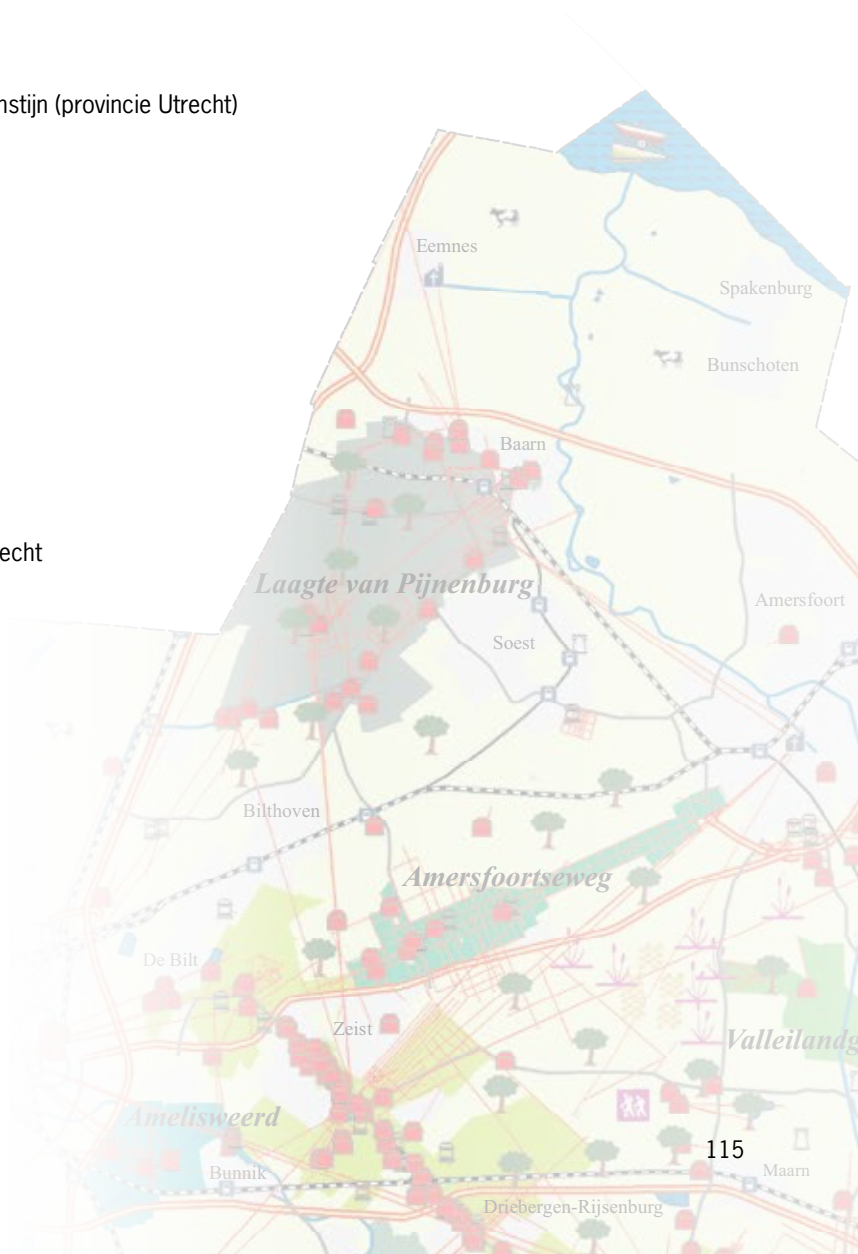 nstijn (provincie Utrecht)
Eemnes
Spakenburg
Bunschoten
Baarn
echt
Laagte van Pijnenburg
Amersfoort
Soest
Bilthoven
Amersfoortseweg
De Bilt
Zeist
Valleilandg
Amelisweerd
115
Bunnik
Maarn
Driebergen-Rijsenburg